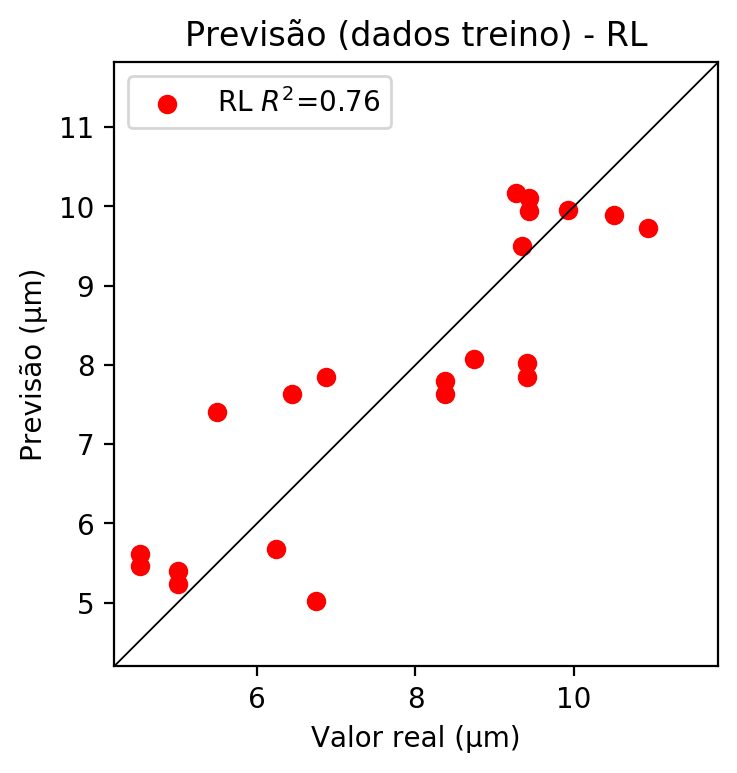 Previsão (dados treino) - RL
RL R²=0.76
11
10
9
8
7
6
5
Previsão (μm)
6 8 10
Valor real (μm)